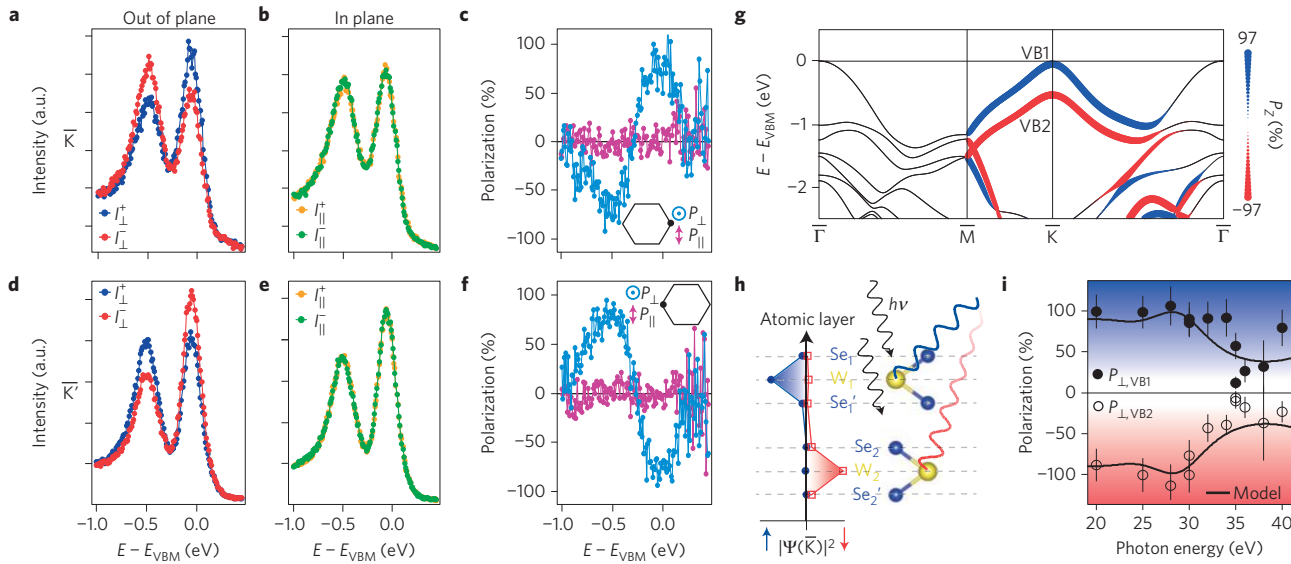 a
Out of plane
Intensity (a.u.)
K̄
I⊥⁺
I⊥⁻
b
In plane
I||⁺
I||⁻
c
Polarization (%)
100
50
0
−50
−100
P⊥
P||
d
Intensity (a.u.)
K̄′
I⊥⁺
I⊥⁻
−1.0 −0.5 0.0
E − E_VBM (eV)
e
I||⁺
I||⁻
−1.0 −0.5 0.0
E − E_VBM (eV)
f
Polarization (%)
100
50
0
−50
−100
P⊥
P||
−1.0 −0.5 0.0
E − E_VBM (eV)
g
E − E_VBM (eV)
0
−1
−2
VB1
VB2
Γ̄ M̄ K̄ Γ̄
97
P_Z (%)
−97
h
hν
Atomic layer
Se₁
W₁
Se₁′
Se₂
W₂
Se₂′
|Ψ(K̄)|²
i
Polarization (%)
100
50
0
−50
−100
P⊥,VB1
P⊥,VB2
Model
20 25 30 35 40
Photon energy (eV)